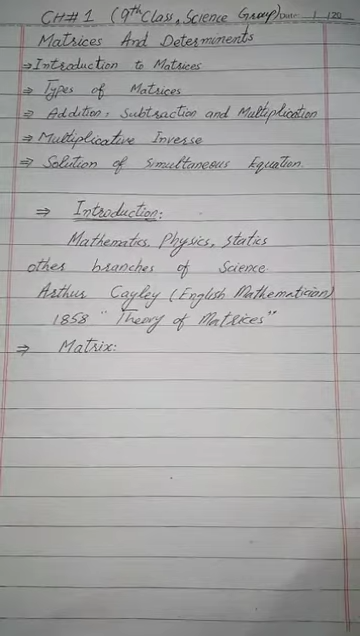 CH# 1 (9th Class, Science Group)
Matrices And Determinents
⇒ Introduction to Matrices
⇒ Types of Matrices
⇒ Addition, Subtraction and Multiplication
⇒ Multiplicative Inverse
⇒ Solution of Simultaneous Equation.
⇒ Introduction:
Mathematics, Physics, statics
other branches of Science
Arthur Cayley (English Mathematician)
1858 "Theory of Matrices"
⇒ Matrix: